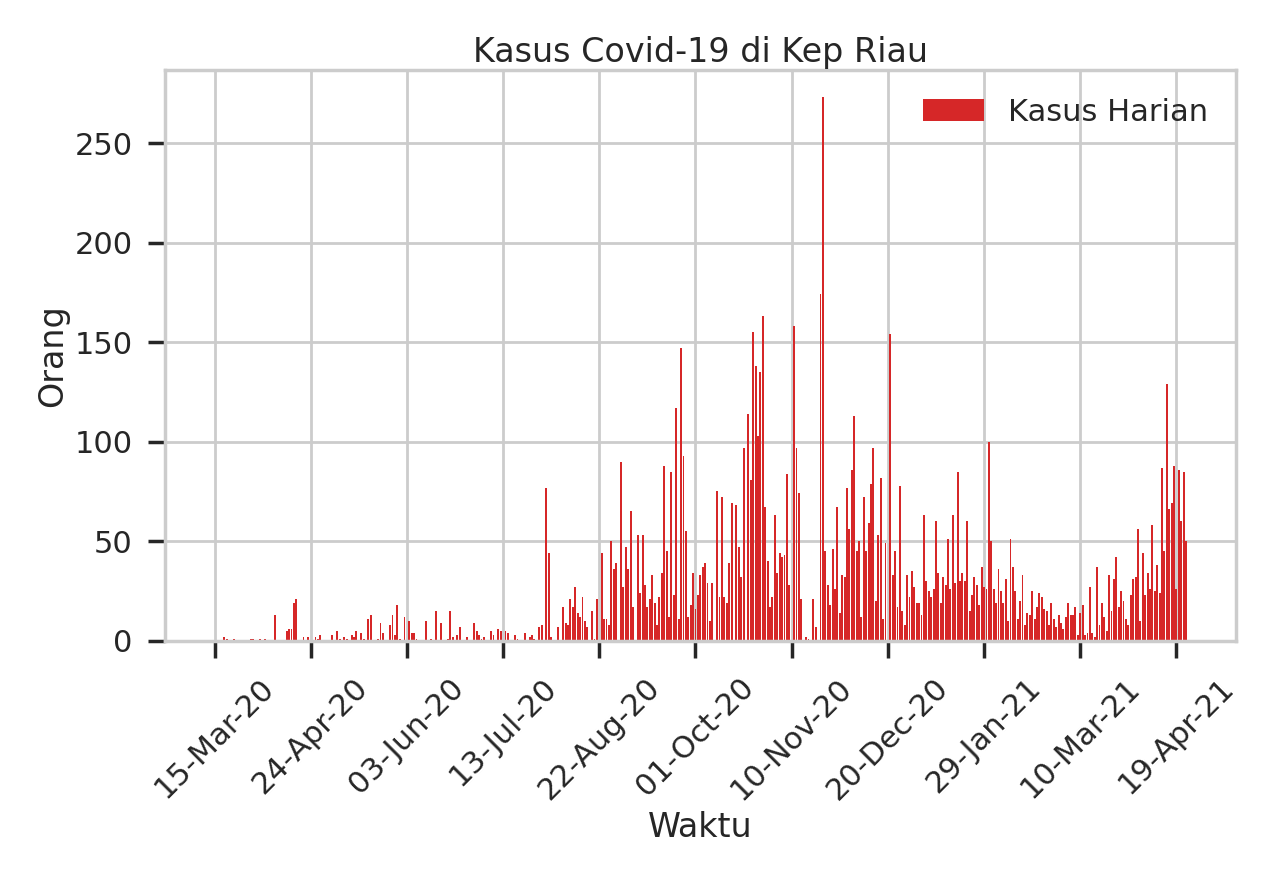 Kasus Covid-19 di Kep Riau
Kasus Harian
250
200
150
100
50
0
Orang
15-Mar-20
24-Apr-20
03-Jun-20
13-Jul-20
22-Aug-20
01-Oct-20
10-Nov-20
20-Dec-20
29-Jan-21
10-Mar-21
19-Apr-21
Waktu